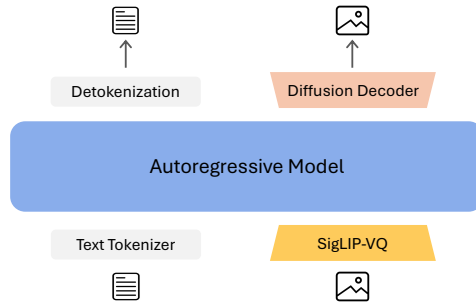 Detokenization
Diffusion Decoder
Autoregressive Model
Text Tokenizer
SigLIP-VQ